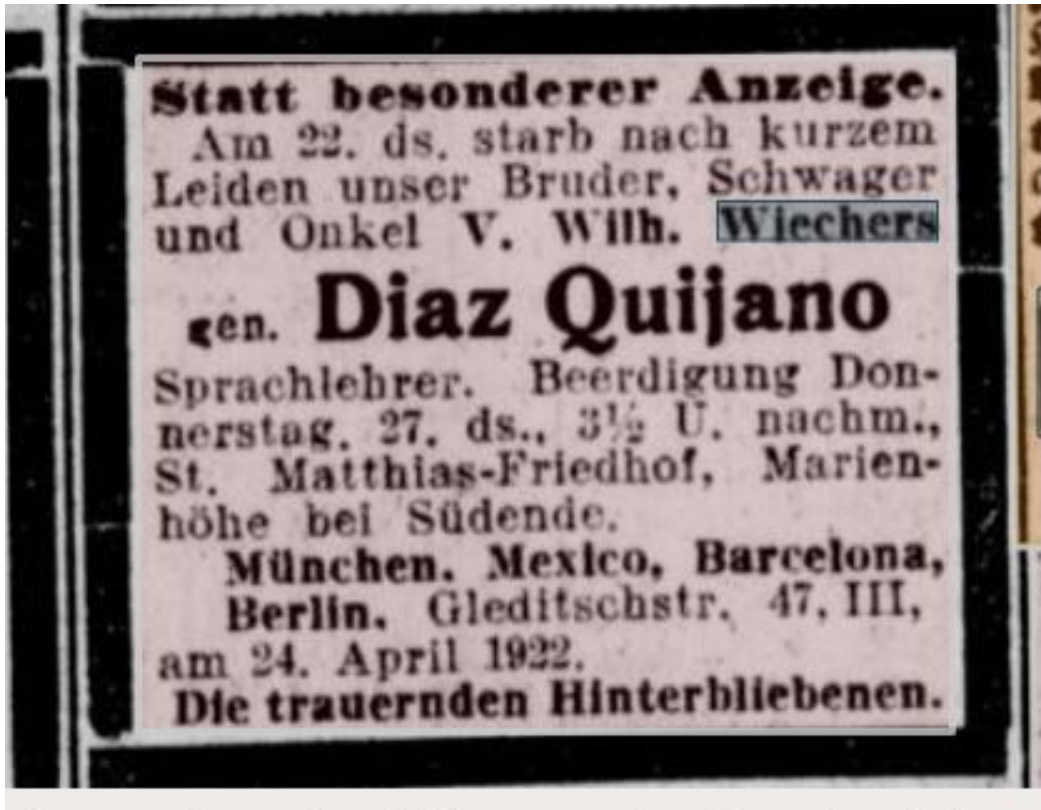 Statt besonderer Anzeige.
Am 22. ds. starb nach kurzem
Leiden unser Bruder, Schwager
und Onkel V. Wilh. Wiechers
gen. Diaz Quijano
Sprachlehrer. Beerdigung Don-
nerstag, 27. ds., 3½ U. nachm.,
St. Matthias-Friedhof, Marien-
höhe bei Südende.
München, Mexico, Barcelona,
Berlin, Gleditschstr. 47, III,
am 24. April 1922.
Die trauernden Hinterbliebenen.